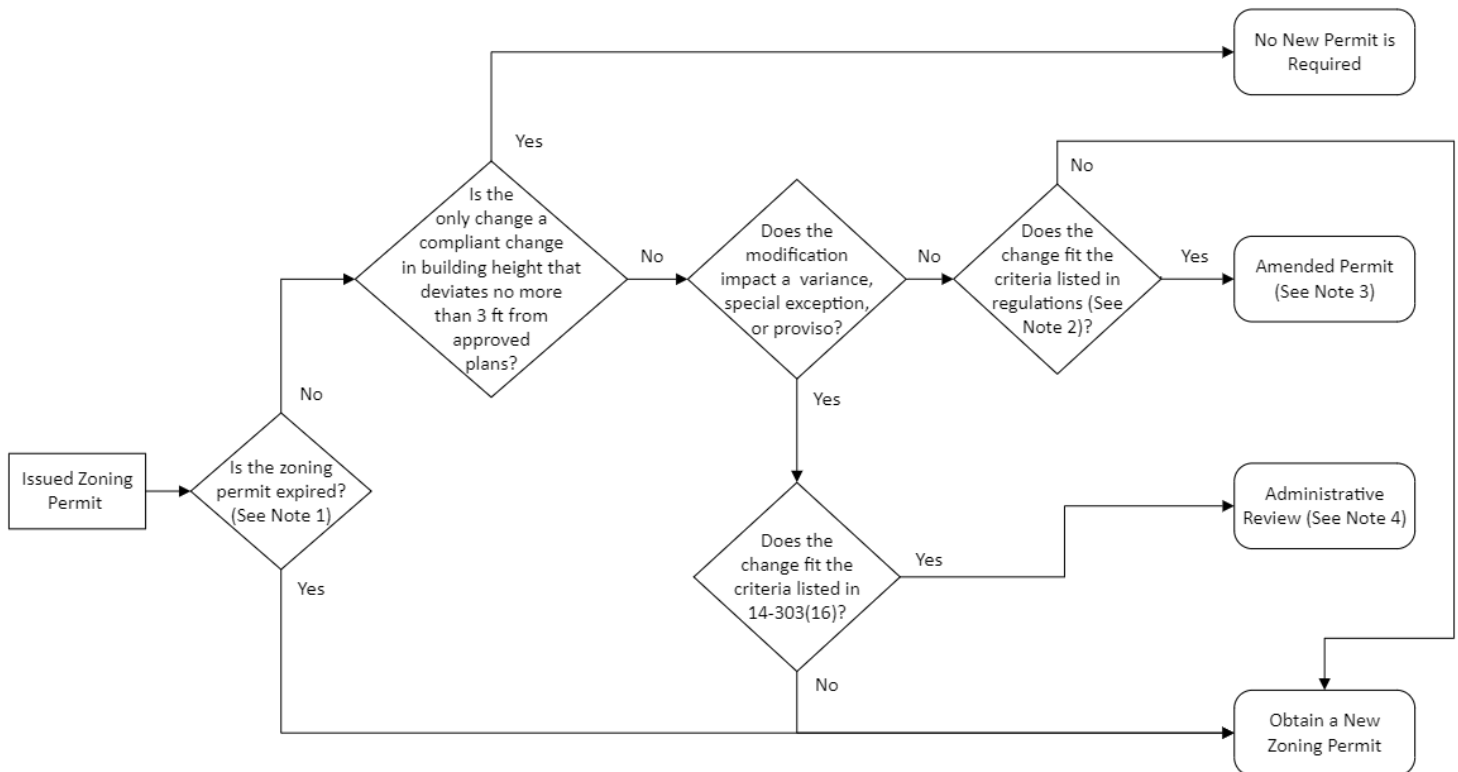 Issued Zoning
Permit
Is the zoning
permit expired?
(See Note 1)
No
Yes
Is the
only change a
compliant change
in building height that
deviates no more
than 3 ft from
approved
plans?
Yes
No
No New Permit is
Required
Does the
modification
impact a variance,
special exception,
or proviso?
No
Yes
Does the
change fit the
criteria listed in
regulations (See
Note 2)?
No
Yes
Amended Permit
(See Note 3)
Does the
change fit the
criteria listed in
14-303(16)?
Yes
No
Administrative
Review (See Note 4)
Obtain a New
Zoning Permit